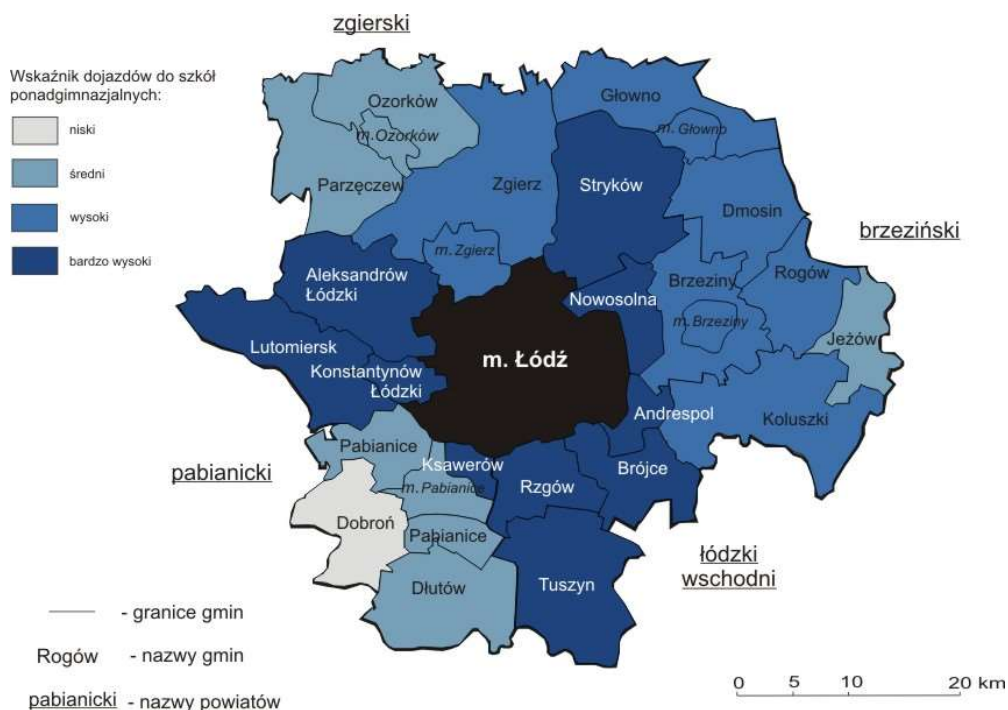 zgierski
Wskaźnik dojazdów do szkół
ponadgimnazjalnych:
niski
średni
wysoki
bardzo wysoki
Ozorków
m. Ozorków
Parzęczew
Zgierz
m. Zgierz
Głowno
m. Głowno
Stryków
Dmosin
brzeziński
Rogów
Brzeziny
m. Brzeziny
Jeżów
Aleksandrów
Łódzki
Nowosolna
Lutomiersk
Konstantynów
Łódzki
m. Łódź
Andrespol
Koluszki
Pabianice
Ksawerów
m. Pabianice
Rzgów
Brójce
pabianicki
Dobroń
Pabianice
Dłutów
Tuszyn
łódzki
wschodni
- granice gmin
Rogów - nazwy gmin
pabianicki - nazwy powiatów
0 5 10 20 km